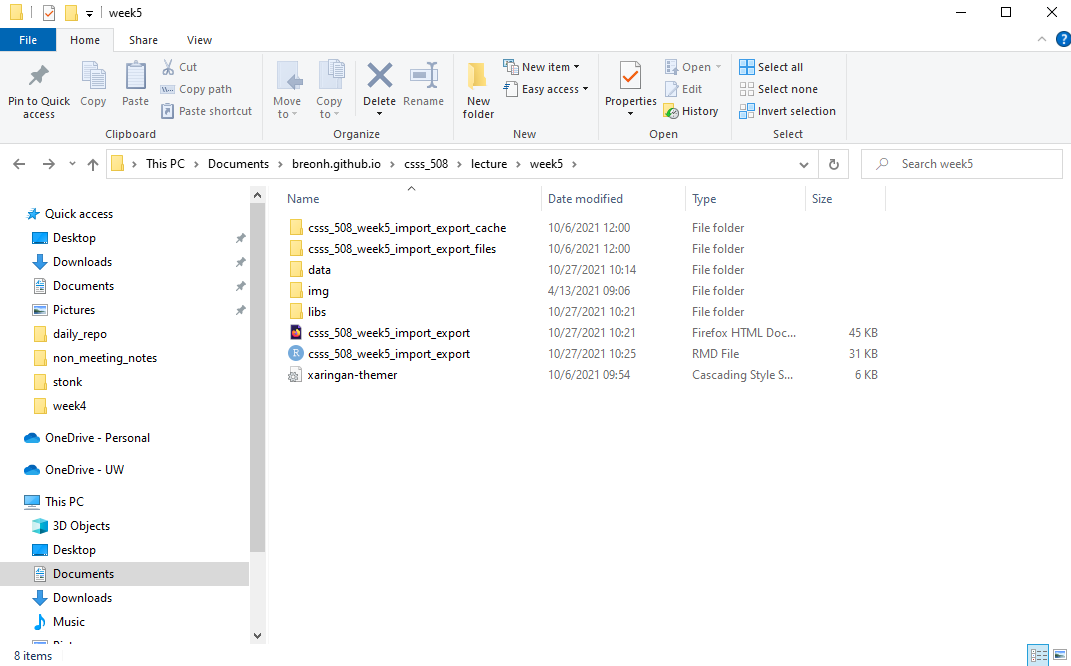 week5
File Home Share View
Pin to Quick access
Copy
Paste
Cut
Copy path
Paste shortcut
Clipboard
Move to
Copy to
Delete
Rename
Organize
New folder
New item
Easy access
New
Properties
Open
Edit
History
Open
Select all
Select none
Invert selection
Select
This PC > Documents > breonh.github.io > csss_508 > lecture > week5 >
Search week5
Quick access
Desktop
Downloads
Documents
Pictures
daily_repo
non_meeting_notes
stonk
week4
OneDrive - Personal
OneDrive - UW
This PC
3D Objects
Desktop
Documents
Downloads
Music
Name Date modified Type Size
csss_508_week5_import_export_cache 10/6/2021 12:00 File folder
csss_508_week5_import_export_files 10/6/2021 12:00 File folder
data 10/27/2021 10:14 File folder
img 4/13/2021 09:06 File folder
libs 10/27/2021 10:21 File folder
csss_508_week5_import_export 10/27/2021 10:21 Firefox HTML Doc... 45 KB
csss_508_week5_import_export 10/27/2021 10:25 RMD File 31 KB
xaringan-themer 10/6/2021 09:54 Cascading Style S... 6 KB
8 items